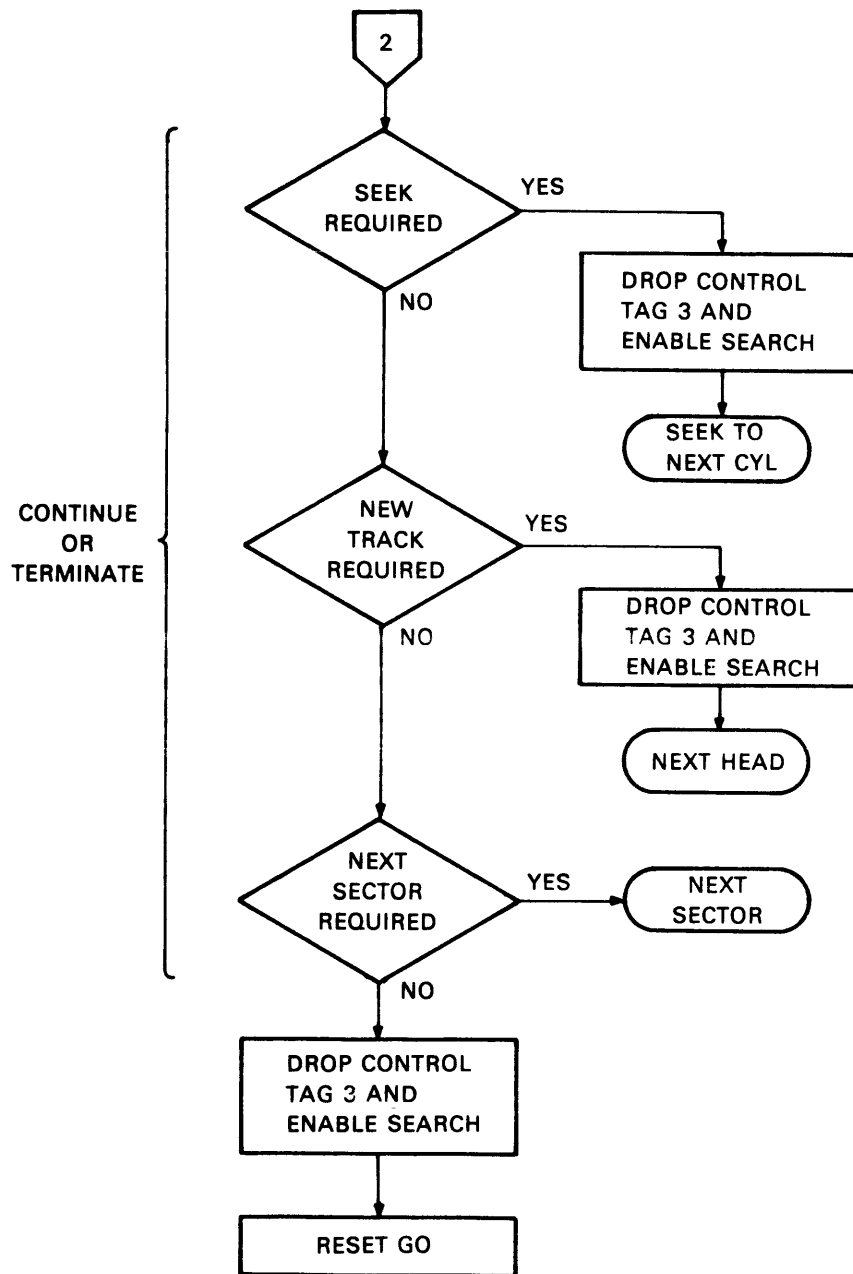 2
SEEK
REQUIRED
YES
NO
DROP CONTROL
TAG 3 AND
ENABLE SEARCH
SEEK TO
NEXT CYL
CONTINUE
OR
TERMINATE
NEW
TRACK
REQUIRED
YES
NO
DROP CONTROL
TAG 3 AND
ENABLE SEARCH
NEXT HEAD
NEXT
SECTOR
REQUIRED
YES
NO
NEXT
SECTOR
DROP CONTROL
TAG 3 AND
ENABLE SEARCH
RESET GO